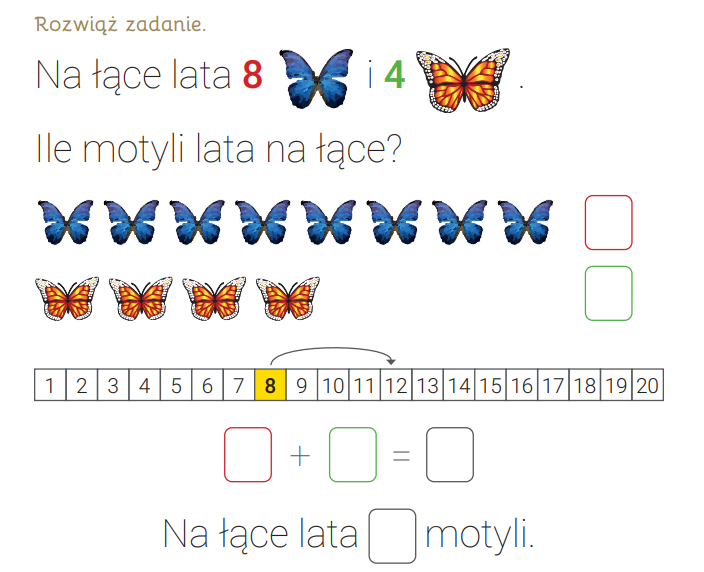 Rozwiąż zadanie.
Na łące lata 8 i 4 .
Ile motyli lata na łące?
1 2 3 4 5 6 7 8 9 10 11 12 13 14 15 16 17 18 19 20
+ =
Na łące lata motyli.